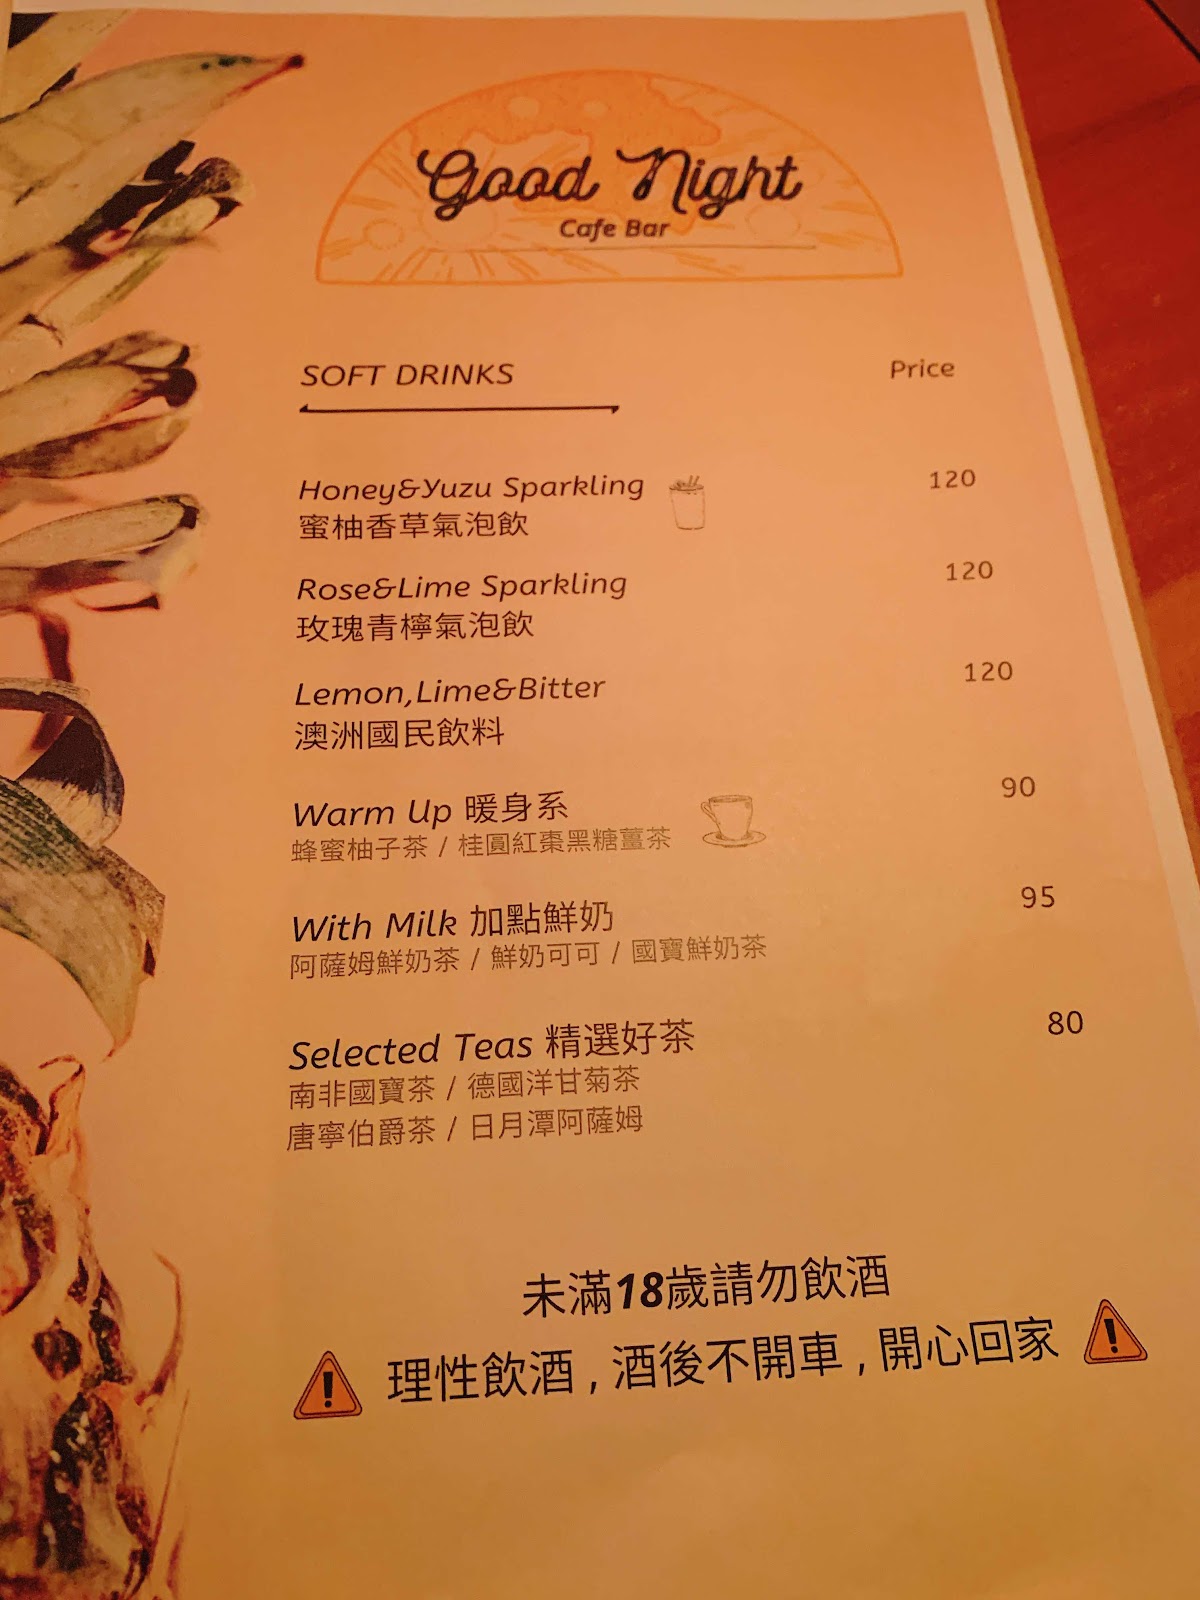 Good Night
Cafe Bar
SOFT DRINKS Price
Honey&Yuzu Sparkling 120
蜜柚香草氣泡飲
Rose&Lime Sparkling 120
玫瑰青檸氣泡飲
Lemon,Lime&Bitter 120
澳洲國民飲料
Warm Up 暖身系 90
蜂蜜柚子茶 / 桂圓紅棗黑糖薑茶
With Milk 加點鮮奶 95
阿薩姆鮮奶茶 / 鮮奶可可 / 國寶鮮奶茶
Selected Teas 精選好茶 80
南非國寶茶 / 德國洋甘菊茶
唐寧伯爵茶 / 日月潭阿薩姆
未滿18歲請勿飲酒
理性飲酒 , 酒後不開車 , 開心回家